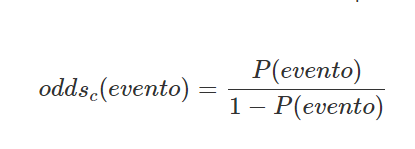 odds_c(evento) = P(evento) / (1 − P(evento))